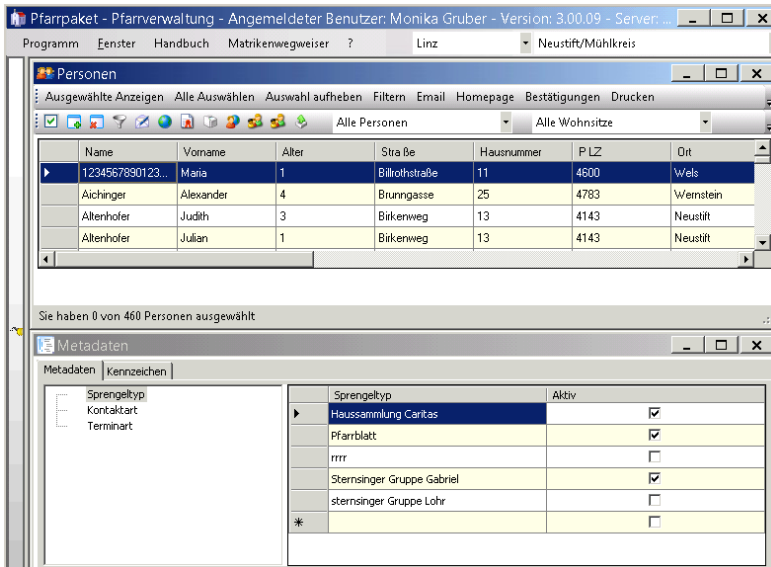 Pfarrpaket - Pfarrverwaltung - Angemeldeter Benutzer: Monika Gruber - Version: 3.00.09 - Server: ...
Programm Fenster Handbuch Matrikenwegweiser ? Linz Neustift/Mühlkreis
Personen
Ausgewählte Anzeigen Alle Auswählen Auswahl aufheben Filtern Email Homepage Bestätigungen Drucken
Alle Personen Alle Wohnsitze
Name Vorname Alter Stra ße Hausnummer P LZ Ort
1234567890123... Maria 1 Billrothstraße 11 4600 Wels
Aichinger Alexander 4 Brunngasse 25 4783 Wernstein
Altenhofer Judith 3 Birkenweg 13 4143 Neustift
Altenhofer Julian 1 Birkenweg 13 4143 Neustift
Sie haben 0 von 460 Personen ausgewählt
Metadaten
Metadaten Kennzeichen
Sprengeltyp
Kontaktart
Terminart
Sprengeltyp Aktiv
Haussammlung Caritas
Pfarrblatt
rrrr
Sternsinger Gruppe Gabriel
sternsinger Gruppe Lohr